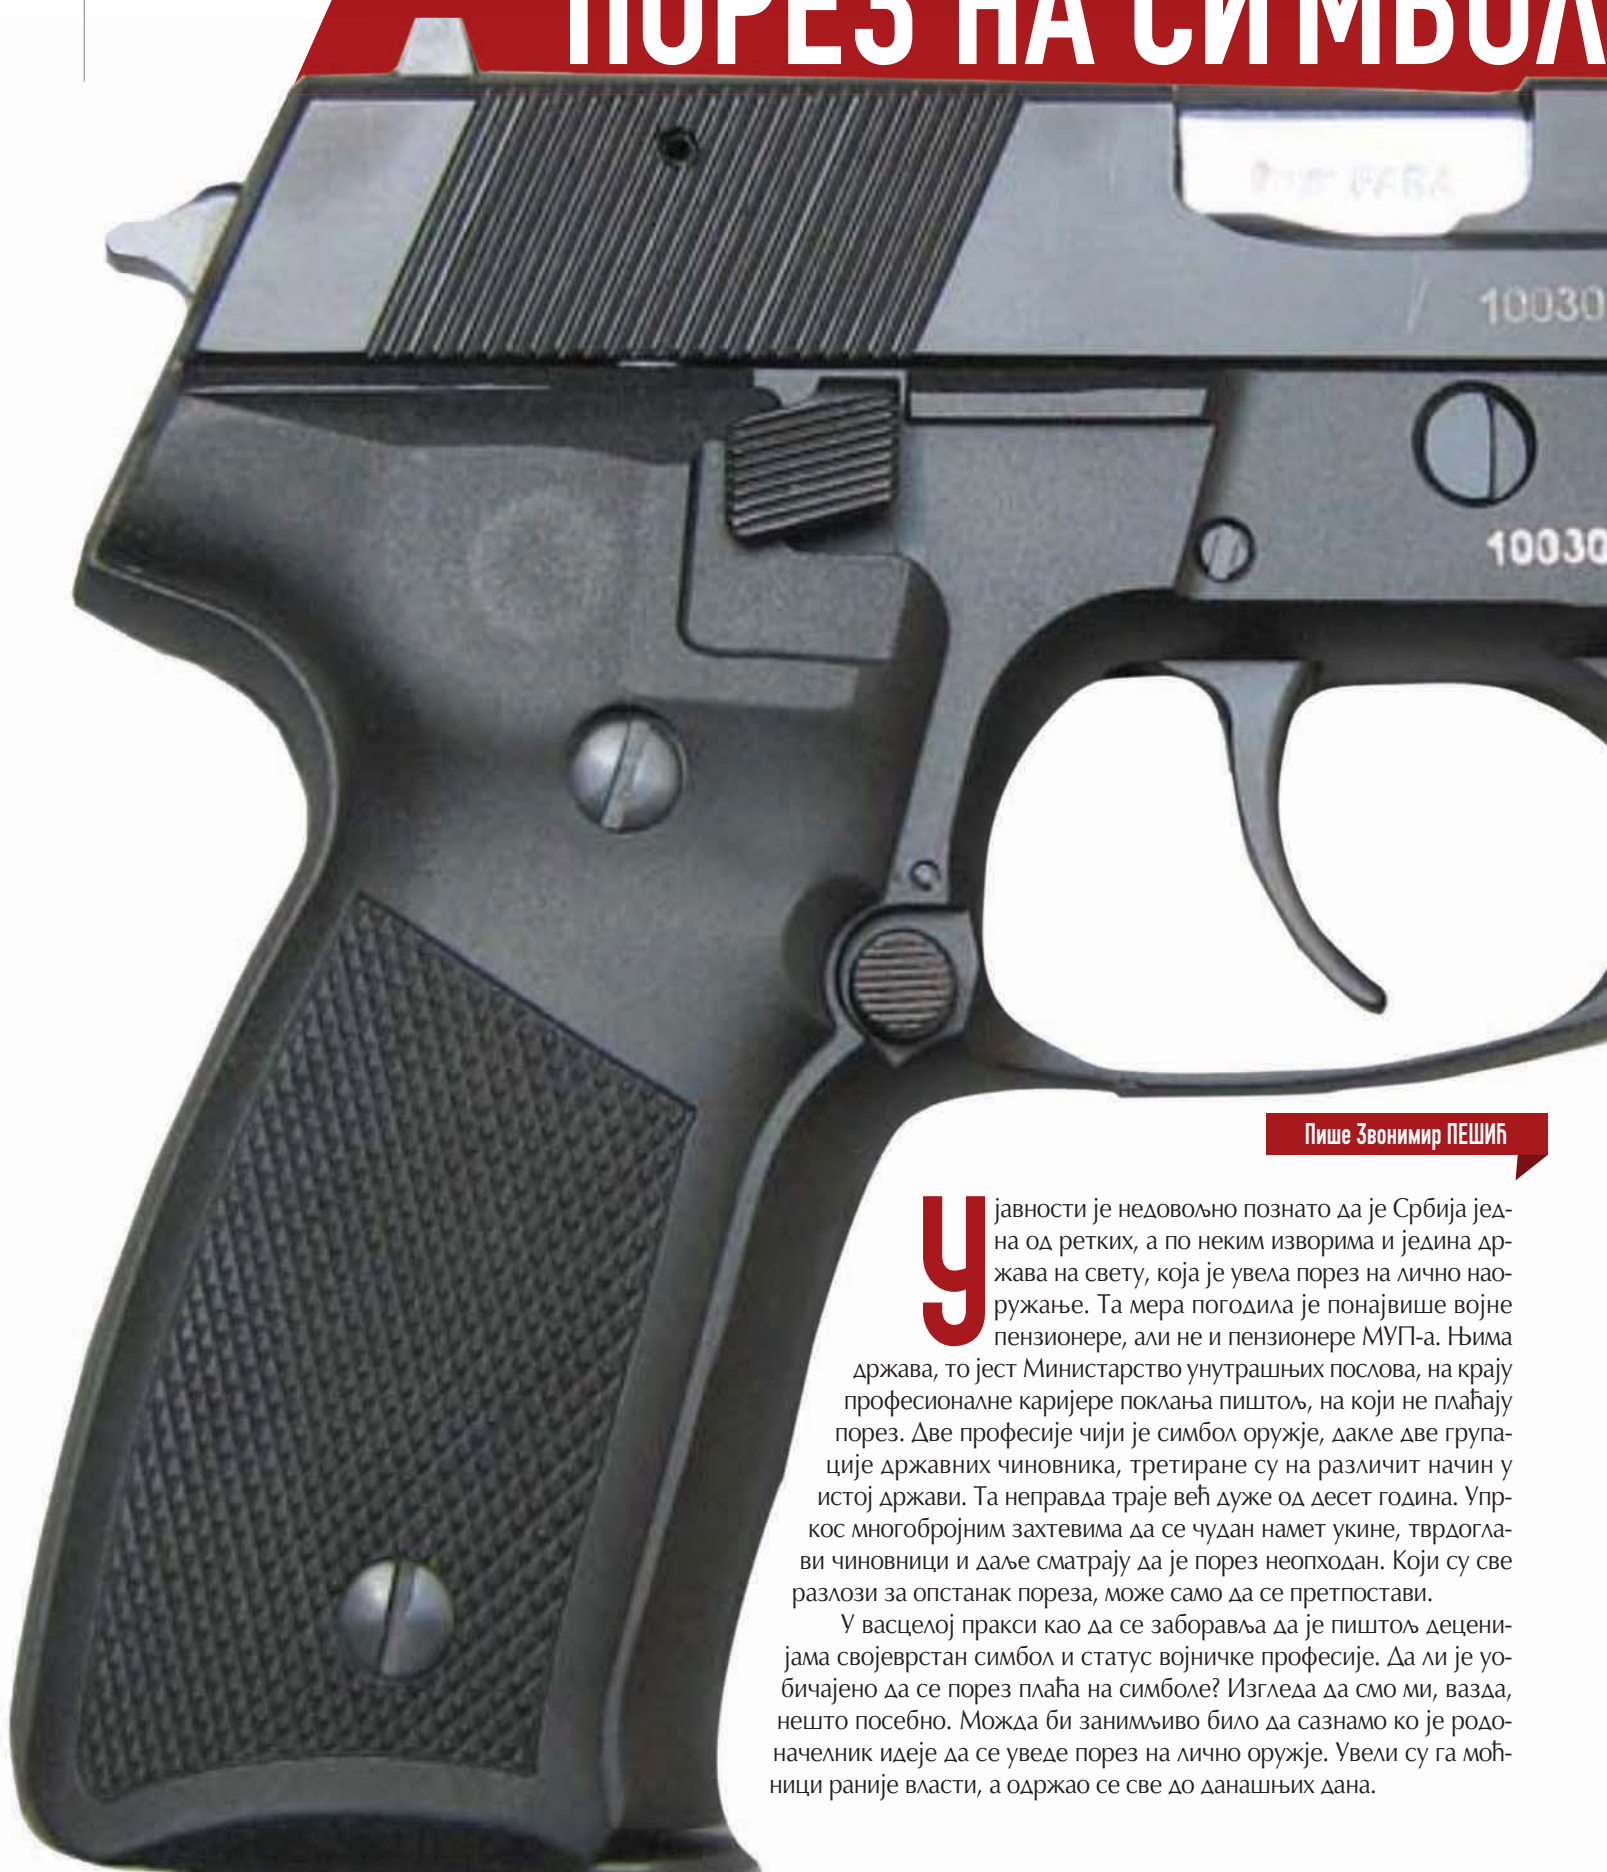 ПОРЕЗ НА СИМБОЛ
PARA
10030
10030
Пише Звонимир ПЕШИЋ
У јавности је недовољно познато да је Србија јед-
на од ретких, а по неким изворима и једина др-
жава на свету, која је увела порез на лично нао-
ружање. Та мера погодила је понајвише војне
пензионере, али не и пензионере МУП-а. Њима
држава, то јест Министарство унутрашњих послова, на крају
професионалне каријере поклања пиштољ, на који не плаћају
порез. Две професије чији је симбол оружје, дакле две група-
ције државних чиновника, третиране су на различит начин у
истој држави. Та неправда траје већ дуже од десет година. Упр-
кос многобројним захтевима да се чудан намет укине, тврдогла-
ви чиновници и даље сматрају да је порез неопходан. Који су све
разлози за опстанак пореза, може само да се претпостави.
У васцелој пракси као да се заборавља да је пиштољ децени-
јама својеврстан симбол и статус војничке професије. Да ли је уо-
бичајено да се порез плаћа на симболе? Изгледа да смо ми, вазда,
нешто посебно. Можда би занимљиво било да сазнамо ко је родо-
начелник идеје да се уведе порез на лично оружје. Увели су га моћ-
ници раније власти, а одржао се све до данашњих дана.